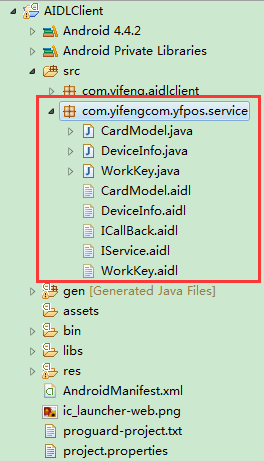 AIDLClient
Android 4.4.2
Android Private Libraries
src
com.yifeng.aidlclient
com.yifengcom.yfpos.service
CardModel.java
DeviceInfo.java
WorkKey.java
CardModel.aidl
DeviceInfo.aidl
ICallBack.aidl
IService.aidl
WorkKey.aidl
gen [Generated Java Files]
assets
bin
libs
res
AndroidManifest.xml
ic_launcher-web.png
proguard-project.txt
project.properties